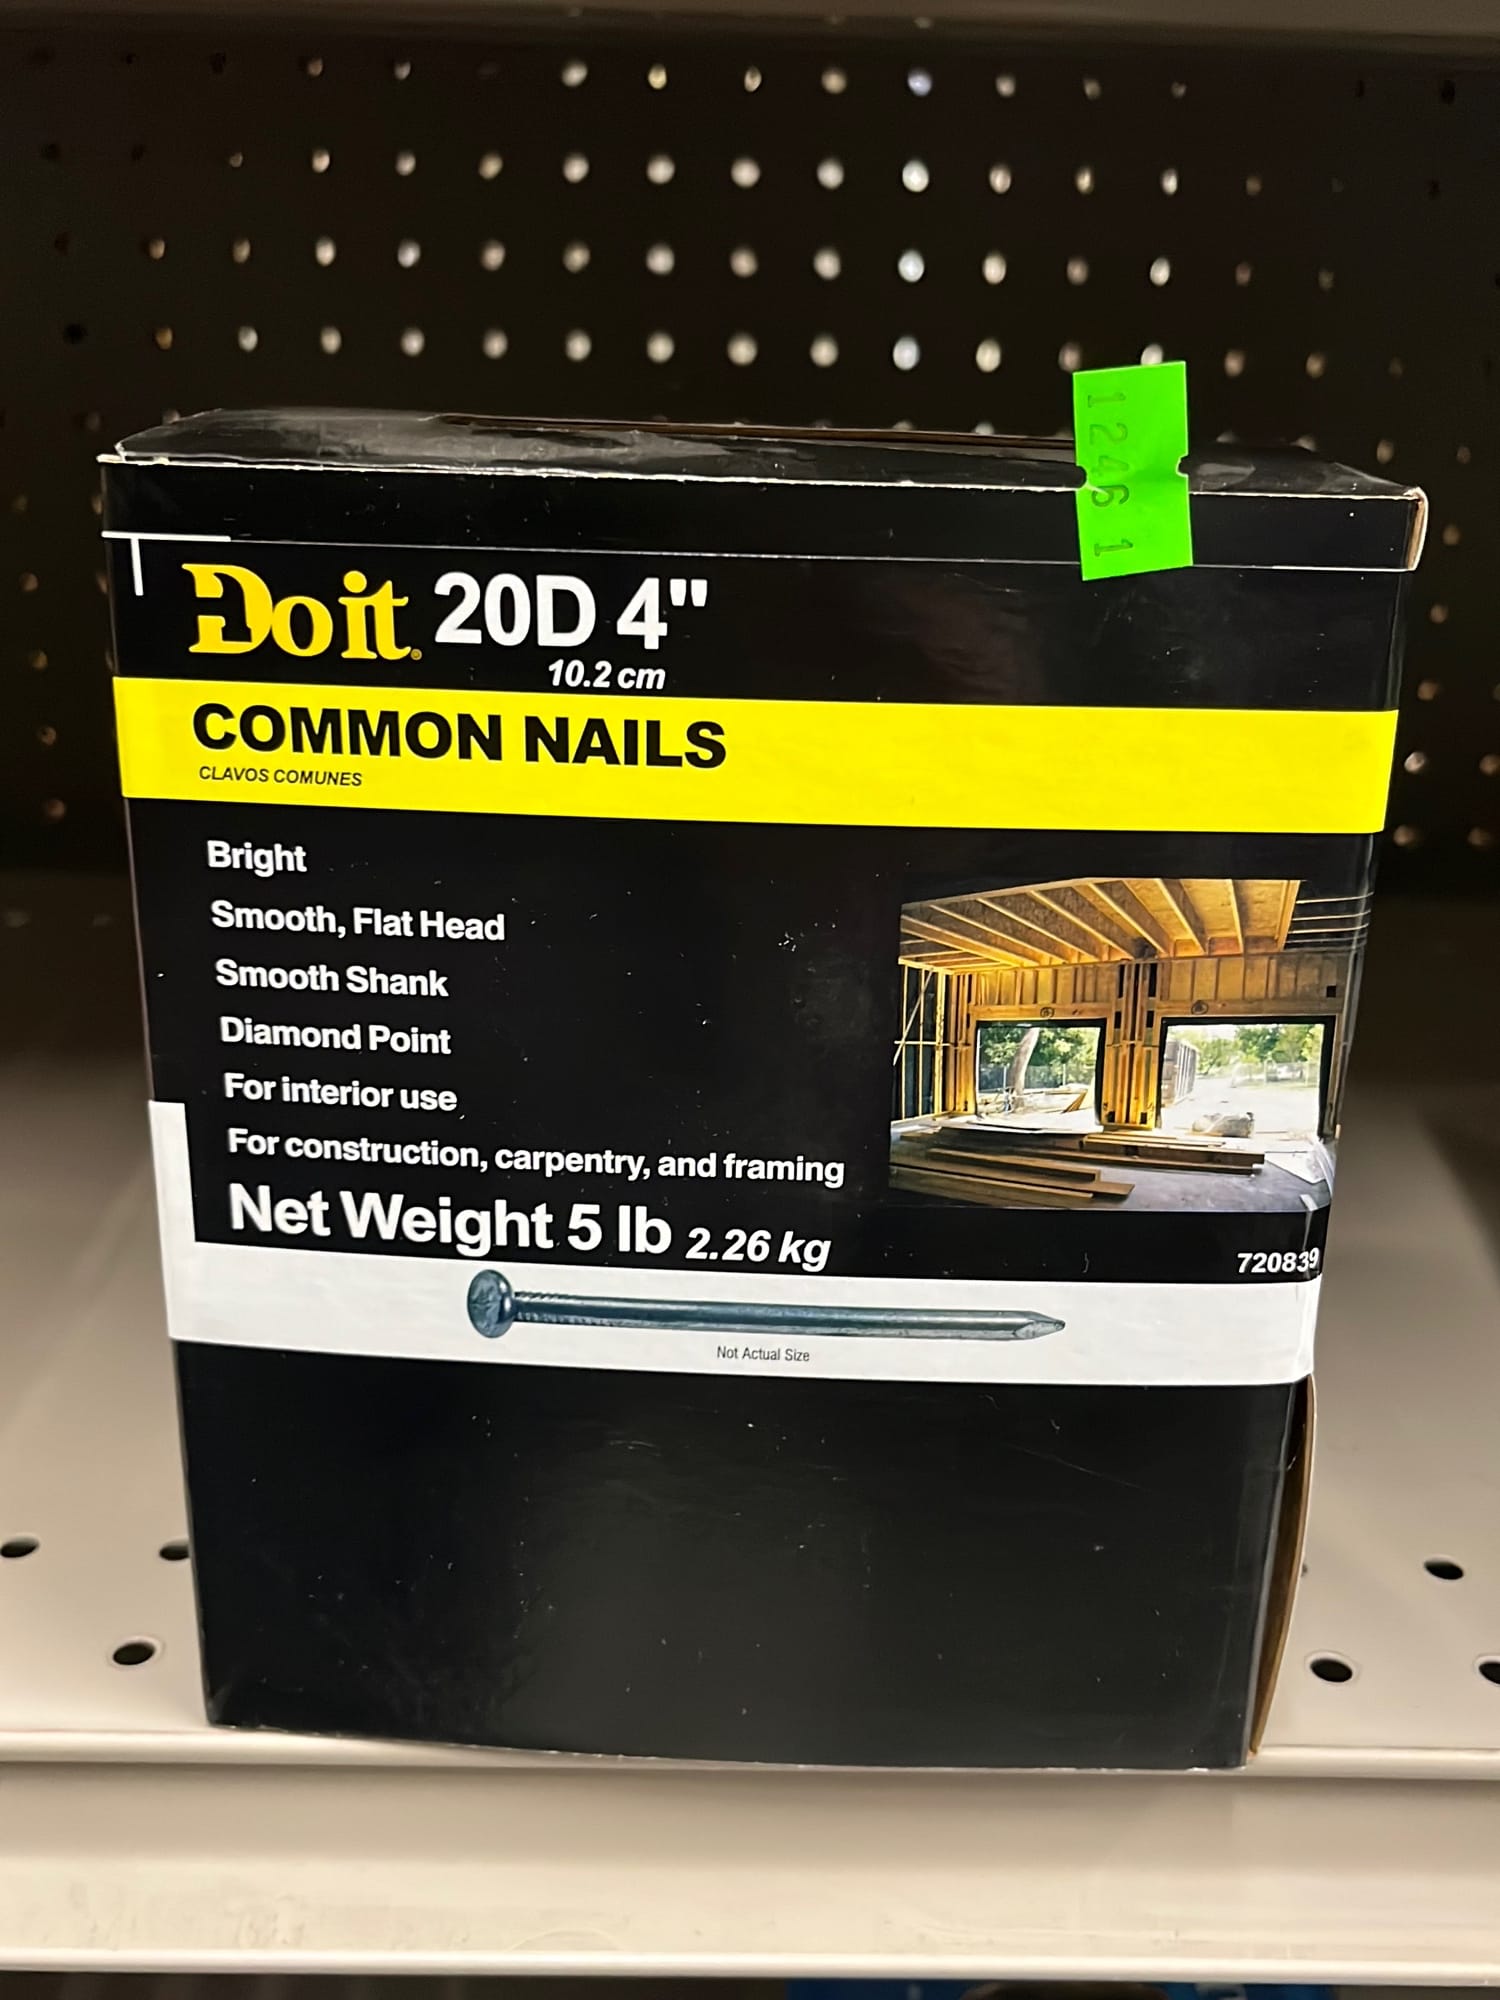 12461
Do it® 20D 4"
10.2 cm
COMMON NAILS
CLAVOS COMUNES
Bright
Smooth, Flat Head
Smooth Shank
Diamond Point
For interior use
For construction, carpentry, and framing
Net Weight 5 lb 2.26 kg
720839
Not Actual Size